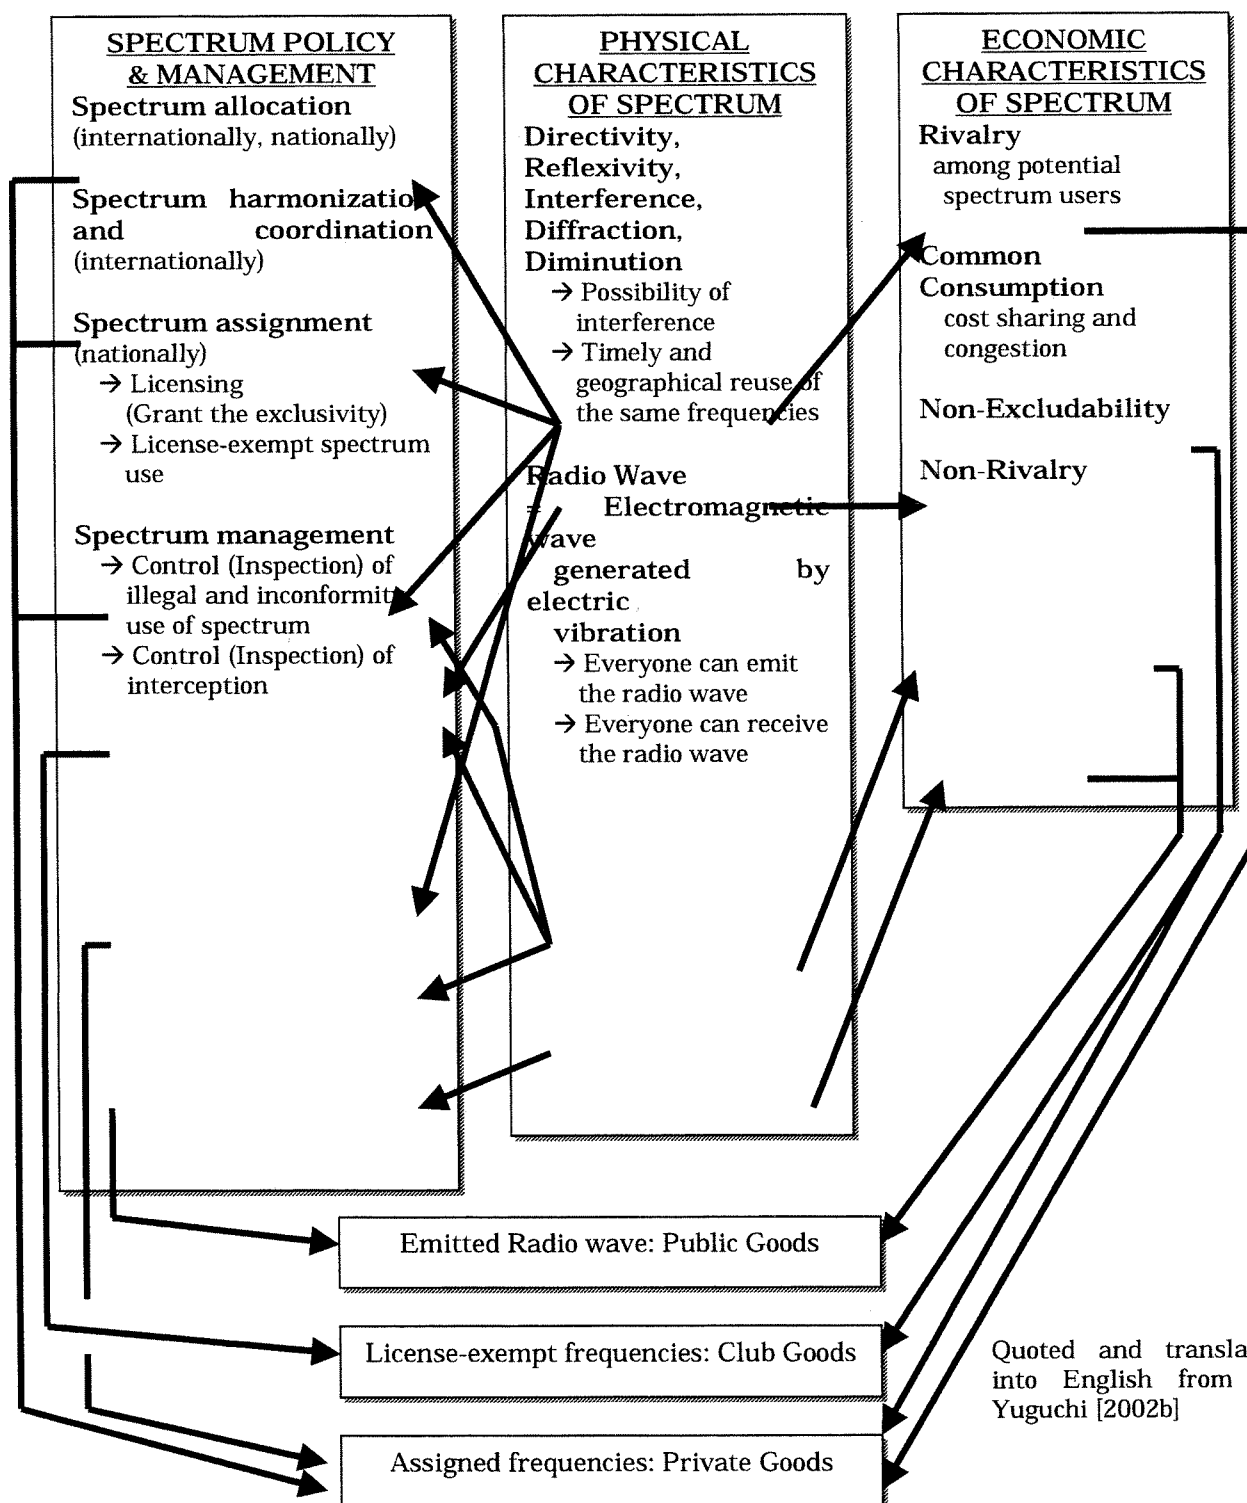 SPECTRUM POLICY
& MANAGEMENT
Spectrum allocation
(internationally, nationally)
Spectrum harmonization
and coordination
(internationally)
Spectrum assignment
(nationally)
→ Licensing
(Grant the exclusivity)
→ License-exempt spectrum
use
Spectrum management
→ Control (Inspection) of
illegal and inconformity
use of spectrum
→ Control (Inspection) of
interception
PHYSICAL
CHARACTERISTICS
OF SPECTRUM
Directivity,
Reflexivity,
Interference,
Diffraction,
Diminution
→ Possibility of
interference
→ Timely and
geographical reuse of
the same frequencies
Radio Wave
= Electromagnetic
wave
generated by
electric
vibration
→ Everyone can emit
the radio wave
→ Everyone can receive
the radio wave
ECONOMIC
CHARACTERISTICS
OF SPECTRUM
Rivalry
among potential
spectrum users
Common
Consumption
cost sharing and
congestion
Non-Excludability
Non-Rivalry
Emitted Radio wave: Public Goods
License-exempt frequencies: Club Goods
Assigned frequencies: Private Goods
Quoted and transla
into English from
Yuguchi [2002b]